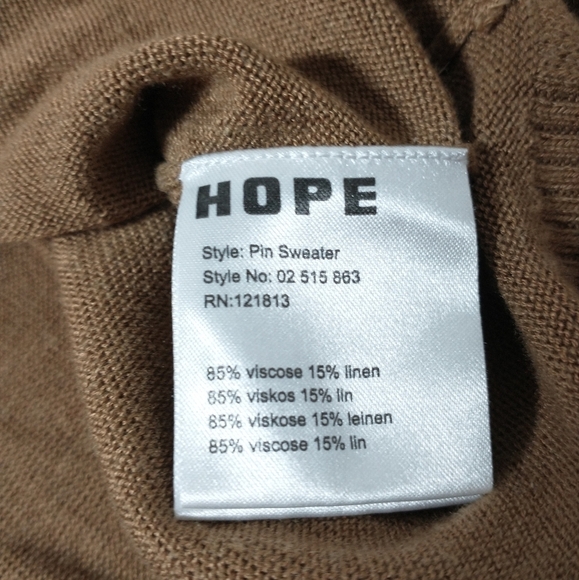 HOPE
Style: Pin Sweater
Style No: 02 515 863
RN:121813
85% viscose 15% linen
85% viskos 15% lin
85% viskose 15% leinen
85% viscose 15% lin